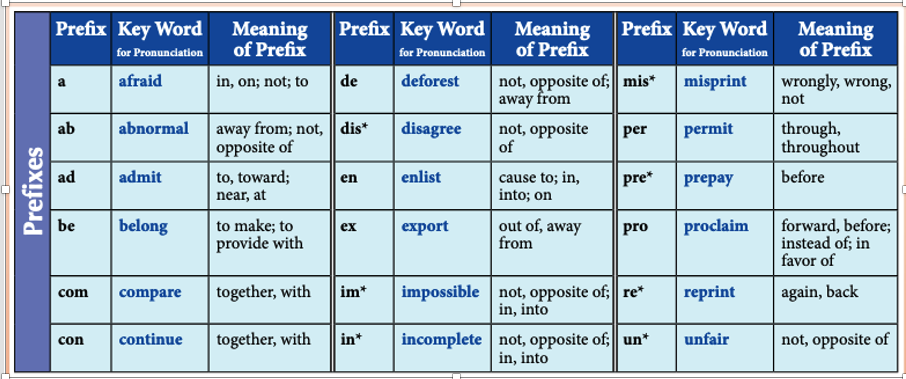 Prefixes
Prefix Key Word for Pronunciation Meaning of Prefix Prefix Key Word for Pronunciation Meaning of Prefix Prefix Key Word for Pronunciation Meaning of Prefix
a afraid in, on; not; to de deforest not, opposite of; away from mis* misprint wrongly, wrong, not
ab abnormal away from; not, opposite of dis* disagree not, opposite of per permit through, throughout
ad admit to, toward; near, at en enlist cause to; in, into; on pre* prepay before
be belong to make; to provide with ex export out of, away from pro proclaim forward, before; instead of; in favor of
com compare together, with im* impossible not, opposite of; in, into re* reprint again, back
con continue together, with in* incomplete not, opposite of; in, into un* unfair not, opposite of